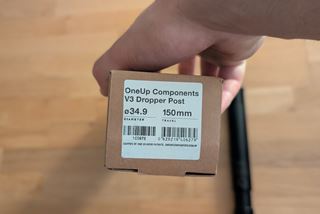 OneUp Components
V3 Dropper Post
ø34.9 150mm
DIAMETER TRAVEL